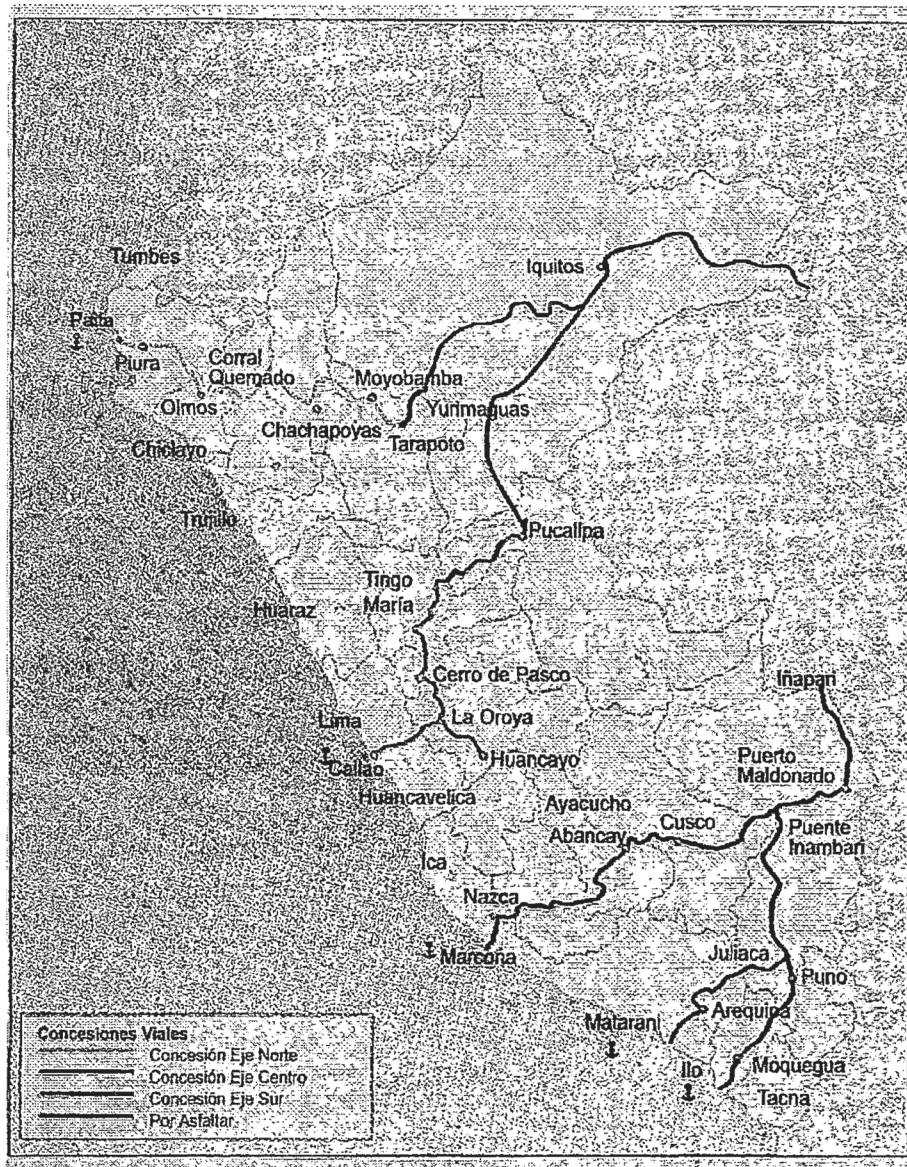 Tumbes
Iquitos
Paita
Piura
Corral
Quemado
Moyobamba
Olmos
Yurimaguas
Chachapoyas
Tarapoto
Chiclayo
Trujillo
Pucallpa
Tingo
María
Huaraz
Cerro de Pasco
Iñapari
La Oroya
Lima
Callao
Huancayo
Puerto
Maldonado
Huancavelica
Ayacucho
Cusco
Abancay
Puente
Inambari
Ica
Nazca
Marcona
Juliaca
Puno
Arequipa
Matarani
Moquegua
Ilo
Tacna
Concesiones Viales
Concesión Eje Norte
Concesión Eje Centro
Concesión Eje Sur
Por Asfaltar